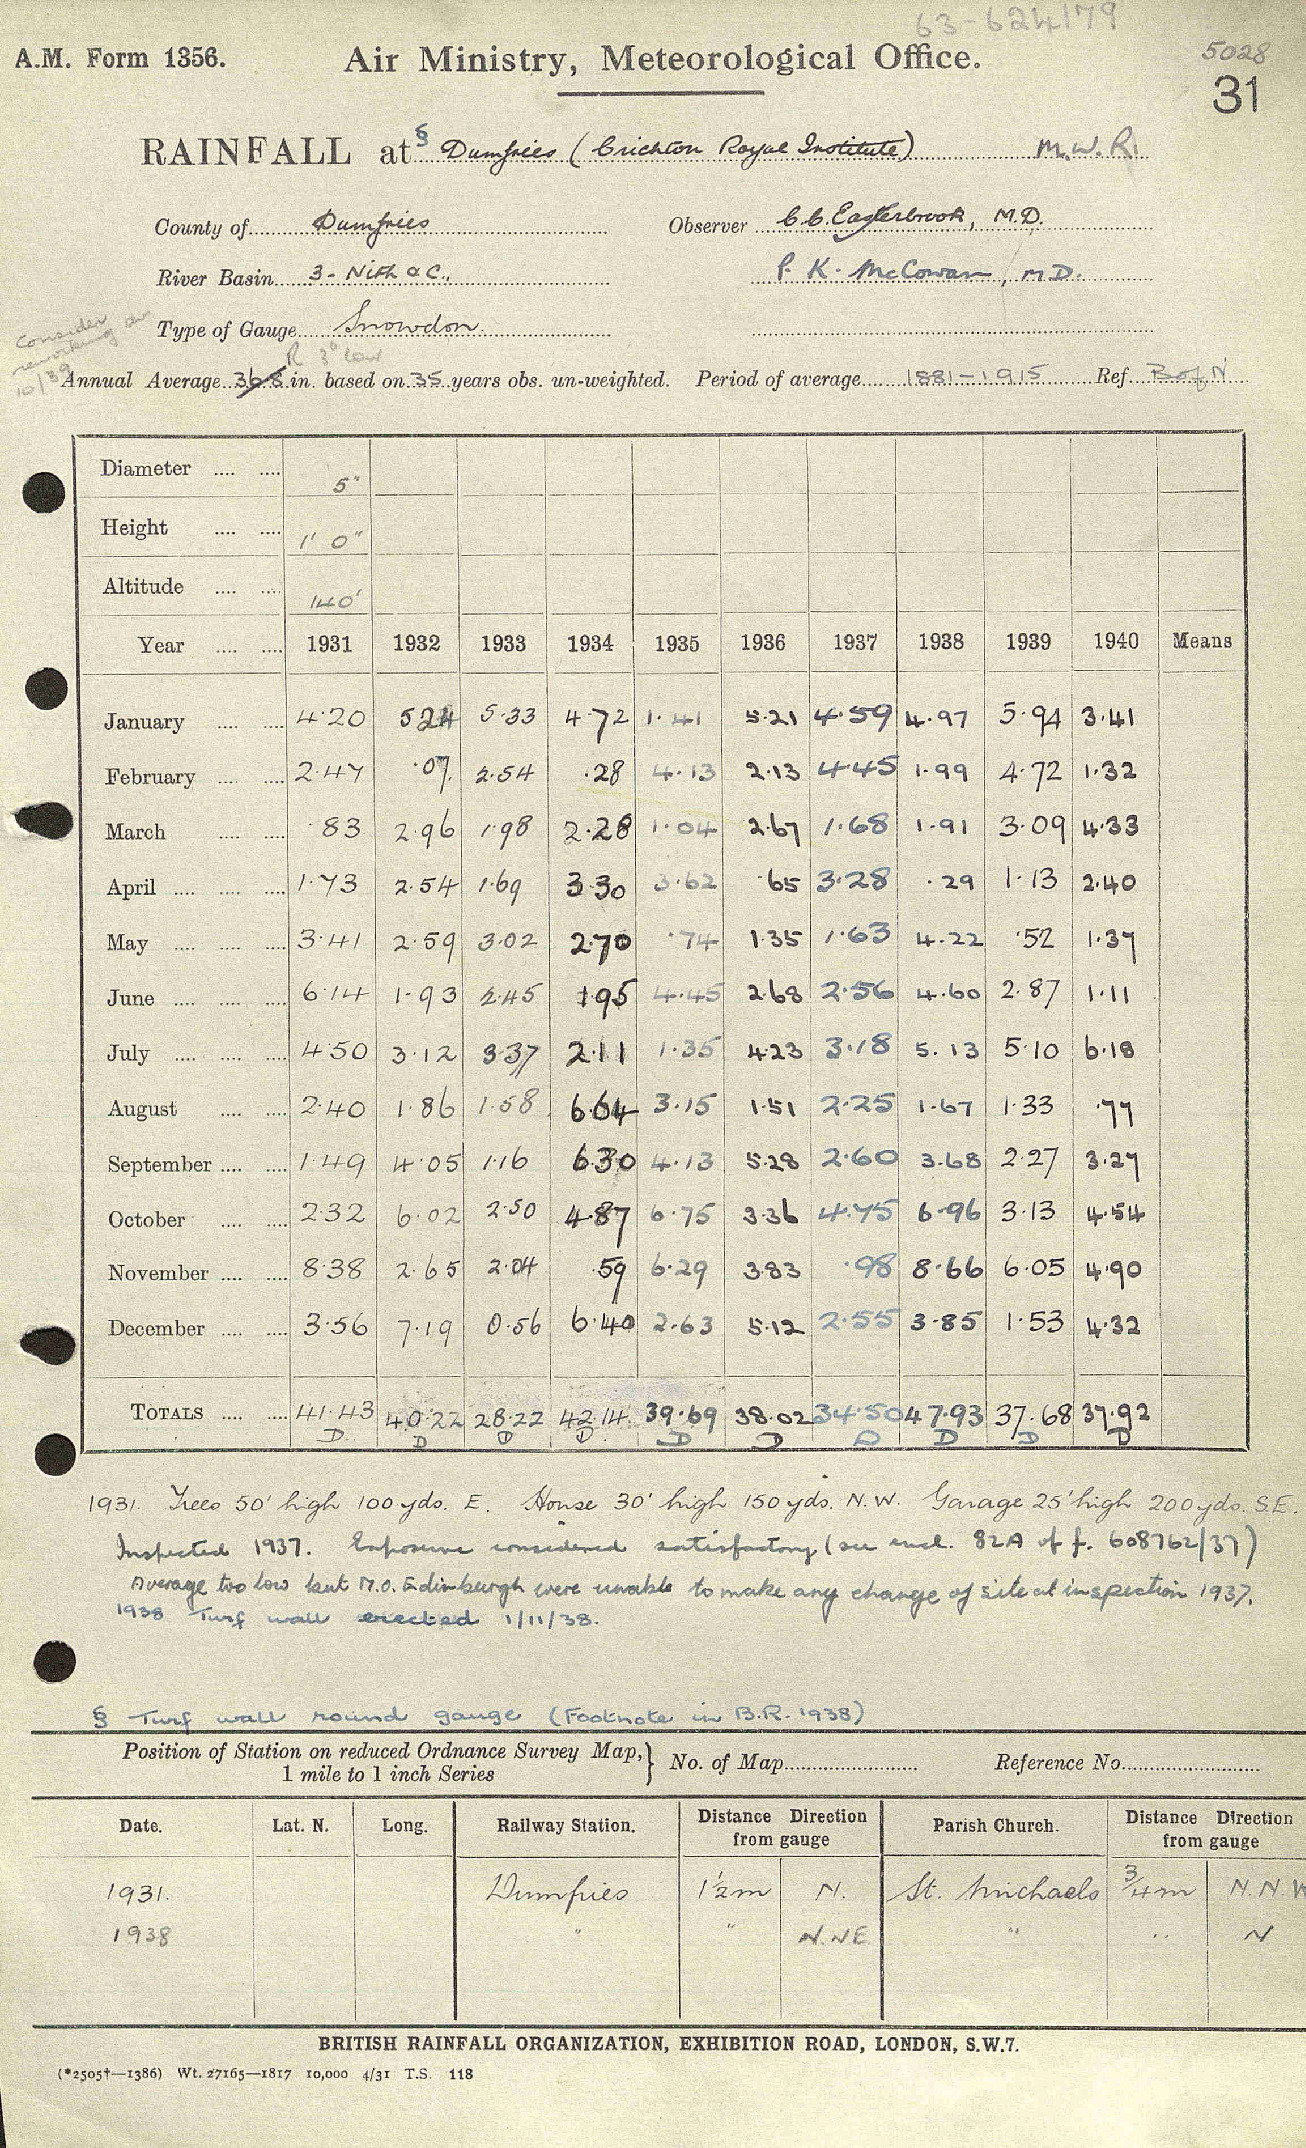 63-624179
A.M. Form 1356.
Air Ministry, Meteorological Office.
5028
31
RAINFALL at § Dumfries (Crichton Royal Institute) M.W.R.
County of Dumfries Observer C.C. Easterbrook, M.D.
River Basin 3 - Nith &c. P. K. McCowan, M.D.
Type of Gauge Snowdon
Consider
reworking
10/39
R 3" low
Annual Average 36.8 in. based on 35 years obs. un-weighted. Period of average 1881-1915 Ref. B of N
Diameter .... .... 5"
Height .... .... 1' 0"
Altitude .... .... 140'
Year .... .... 1931 1932 1933 1934 1935 1936 1937 1938 1939 1940 Means
January .... .... 4.20 5.24 5.33 4.72 1.41 5.21 4.59 4.97 5.94 3.41
February .... .... 2.47 .07 2.54 .28 4.13 2.13 4.45 1.99 4.72 1.32
March .... .... .83 2.96 1.98 2.28 1.04 2.67 1.68 1.91 3.09 4.33
April .... .... .... 1.73 2.54 1.69 3.30 3.62 .65 3.28 .29 1.13 2.40
May .... .... .... 3.41 2.59 3.02 2.70 .74 1.35 1.63 4.22 .52 1.37
June .... .... .... 6.14 1.93 2.45 1.95 4.45 2.68 2.56 4.60 2.87 1.11
July .... .... .... 4.50 3.12 3.37 2.11 1.35 4.23 3.18 5.13 5.10 6.18
August .... .... 2.40 1.86 1.58 6.64 3.15 1.51 2.25 1.67 1.33 .77
September .... .... 1.49 4.05 1.16 6.30 4.13 5.28 2.60 3.68 2.27 3.27
October .... .... 2.32 6.02 2.50 4.87 6.75 3.36 4.75 6.96 3.13 4.54
November .... .... 8.38 2.65 2.04 .59 6.29 3.83 .98 8.66 6.05 4.90
December .... .... 3.56 7.19 0.56 6.40 2.63 5.12 2.55 3.85 1.53 4.32
TOTALS .... .... 41.43 40.22 28.22 42.14 39.69 38.02 34.50 47.93 37.68 37.92
D D D D D D D D D D
1931. Trees 50' high 100 yds. E. House 30' high 150 yds. N.W. Garage 25' high 200 yds. S.E.
Inspected 1937. Exposure considered satisfactory (see encl. 82A of f. 608762/37)
Average too low but M.O. Edinburgh were unable to make any change of site at inspection 1937.
1938 Turf wall erected 1/11/38.
§ Turf wall round gauge (Footnote in B.R. 1938)
Position of Station on reduced Ordnance Survey Map, } No. of Map Reference No.
1 mile to 1 inch Series
Date. Lat. N. Long. Railway Station. Distance Direction from gauge Parish Church. Distance Direction from gauge
1931. Dumfries 1½m N. St. Michaels ¾m N.N.W
1938 " " N.NE " " N
BRITISH RAINFALL ORGANIZATION, EXHIBITION ROAD, LONDON, S.W.7.
(*2505†—1386) Wt. 27165—1817 10,000 4/31 T.S. 118